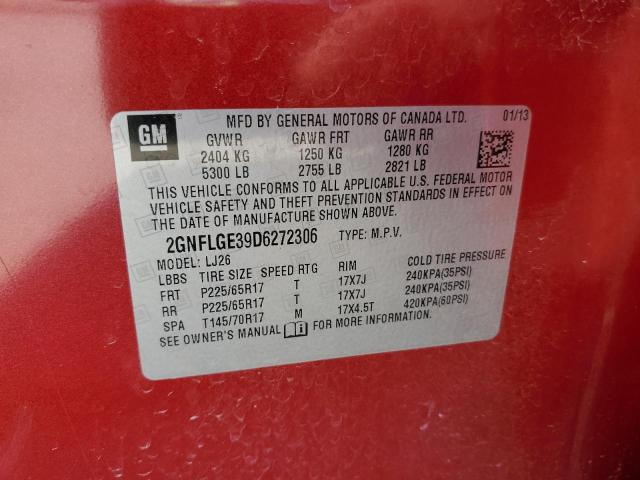 GM
MFD BY GENERAL MOTORS OF CANADA LTD. 01/13
GVWR GAWR FRT GAWR RR
2404 KG 1250 KG 1280 KG
5300 LB 2755 LB 2821 LB
THIS VEHICLE CONFORMS TO ALL APPLICABLE U.S. FEDERAL MOTOR
VEHICLE SAFETY AND THEFT PREVENTION STANDARDS IN EFFECT ON
THE DATE OF MANUFACTURE SHOWN ABOVE.
2GNFLGE39D6272306 TYPE: M.P.V.
MODEL: LJ26
LBBS TIRE SIZE SPEED RTG RIM COLD TIRE PRESSURE
FRT P225/65R17 T 17X7J 240KPA(35PSI)
RR P225/65R17 T 17X7J 240KPA(35PSI)
SPA T145/70R17 M 17X4.5T 420KPA(60PSI)
SEE OWNER'S MANUAL FOR MORE INFORMATION.